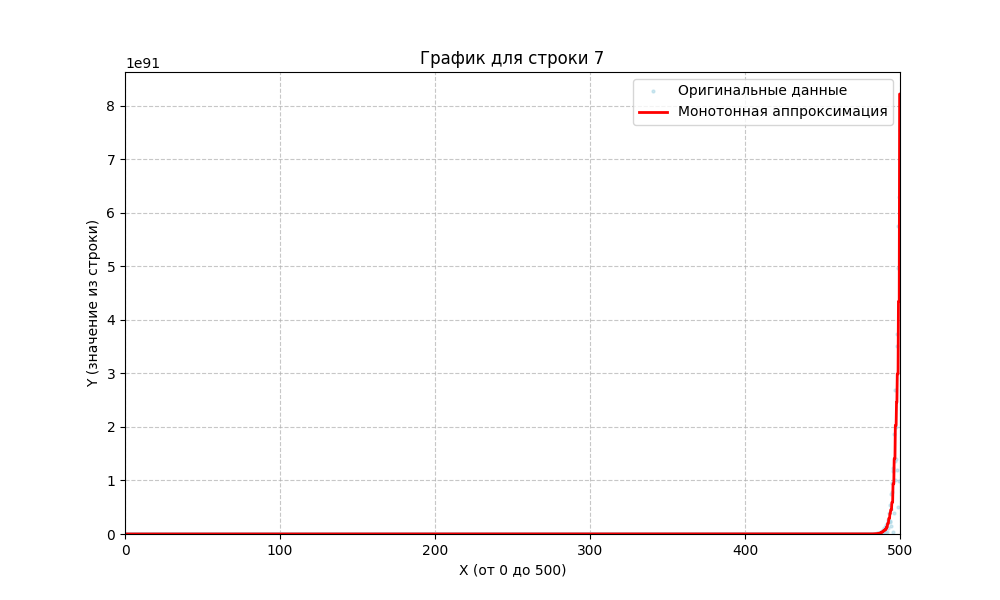 График для строки 7
1e91
Оригинальные данные
Монотонная аппроксимация
Y (значение из строки)
8
7
6
5
4
3
2
1
0
0 100 200 300 400 500
X (от 0 до 500)